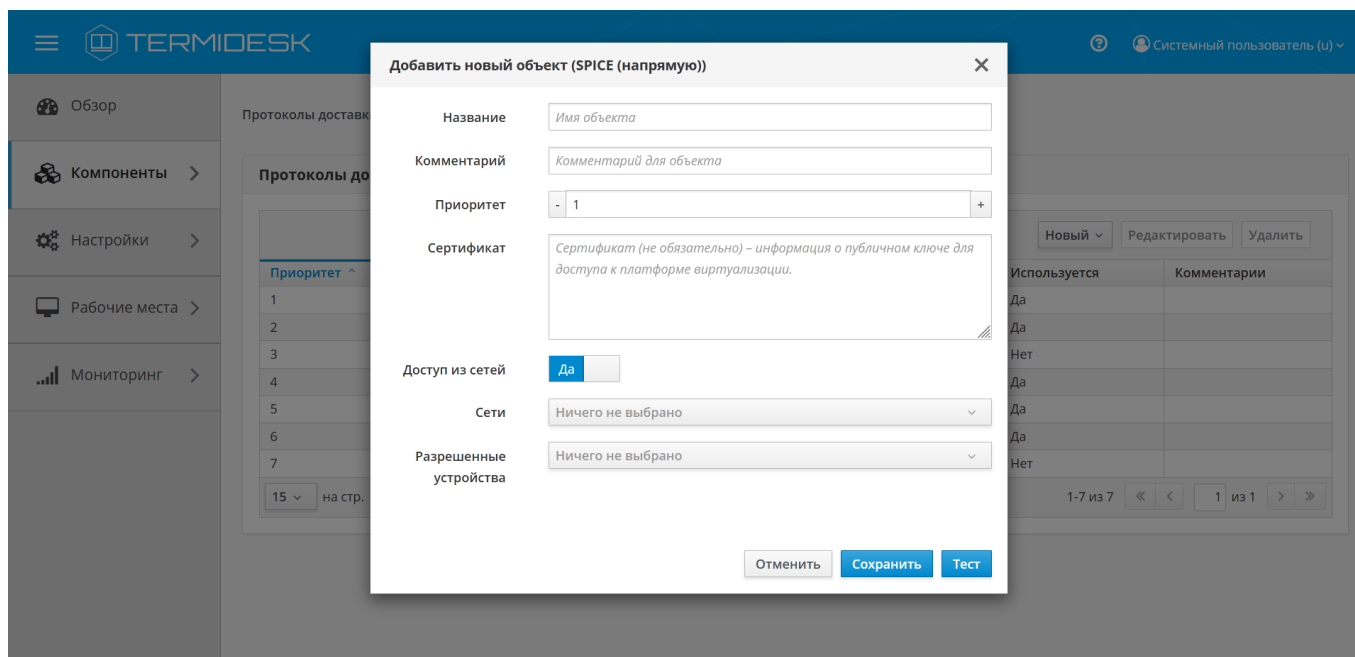 TERMIDESK
Системный пользователь (u)
Добавить новый объект (SPICE (напрямую))
Обзор
Компоненты
Настройки
Рабочие места
Мониторинг
Протоколы доставк
Протоколы до
Название
Имя объекта
Комментарий
Комментарий для объекта
Приоритет
- 1 +
Сертификат
Сертификат (не обязательно) – информация о публичном ключе для
доступа к платформе виртуализации.
Доступ из сетей
Да
Сети
Ничего не выбрано
Разрешенные
устройства
Ничего не выбрано
Отменить Сохранить Тест
Новый Редактировать Удалить
Приоритет ^ Используется Комментарии
1 Да
2 Да
3 Нет
4 Да
5 Да
6 Да
7 Нет
15 на стр. 1-7 из 7 « < 1 из 1 > »